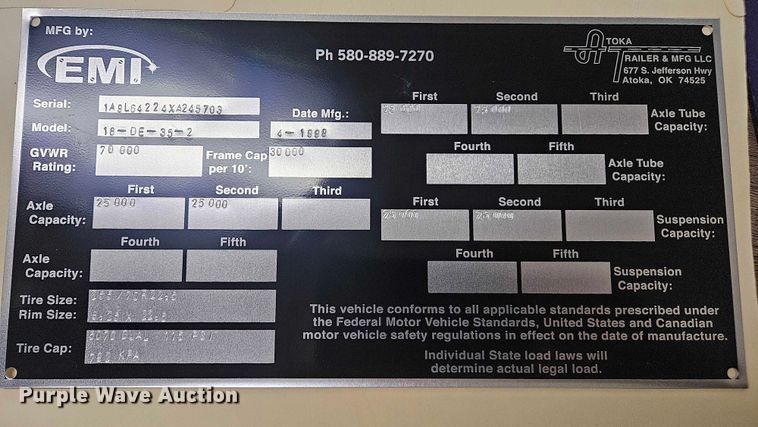 MFG by:
EMI
Ph 580-889-7270
ATOKA
TRAILER & MFG LLC
677 S. Jefferson Hwy
Atoka, OK 74525
Serial: 1A9L64224XA245703
Model: 18-DE-35-2
Date Mfg.: 4-1998
GVWR Rating: 70 000
Frame Cap per 10': 30000
First Second Third
Axle Capacity: 25 000 25 000
Fourth Fifth
Axle Capacity:
Tire Size:
Rim Size:
Tire Cap:
First Second Third
Axle Tube Capacity:
Fourth Fifth
Axle Tube Capacity:
First Second Third
25 000 Suspension Capacity:
Fourth Fifth
Suspension Capacity:
This vehicle conforms to all applicable standards prescribed under
the Federal Motor Vehicle Standards, United States and Canadian
motor vehicle safety regulations in effect on the date of manufacture.
Individual State load laws will
determine actual legal load.
Purple Wave Auction